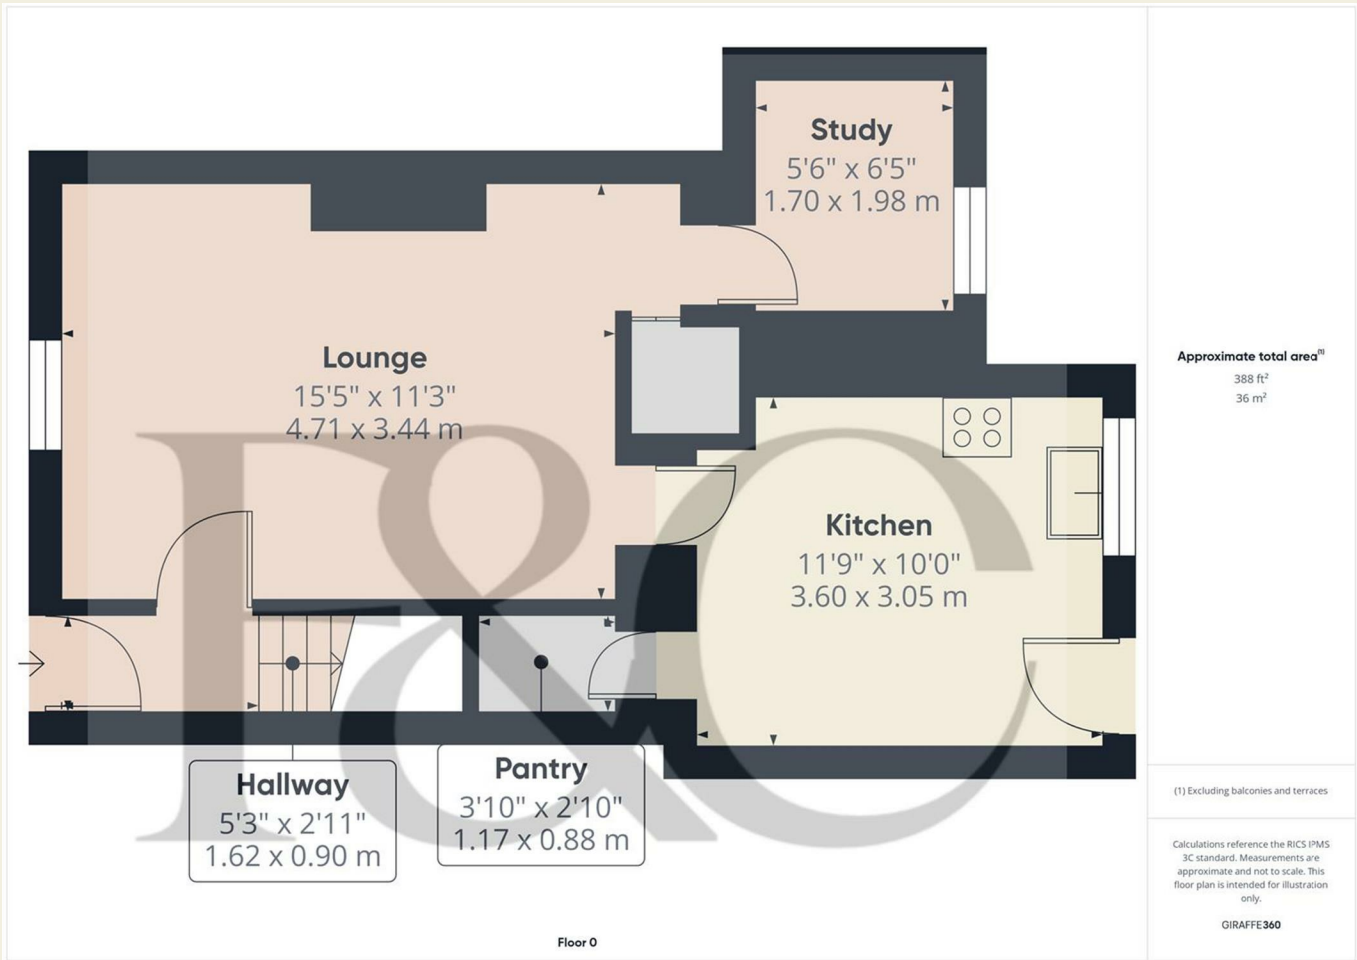 Study
5'6" x 6'5"
1.70 x 1.98 m
Lounge
15'5" x 11'3"
4.71 x 3.44 m
Kitchen
11'9" x 10'0"
3.60 x 3.05 m
Hallway
5'3" x 2'11"
1.62 x 0.90 m
Pantry
3'10" x 2'10"
1.17 x 0.88 m
F&C
Floor 0
Approximate total area(1)
388 ft²
36 m²
(1) Excluding balconies and terraces
Calculations reference the RICS IPMS
3C standard. Measurements are
approximate and not to scale. This
floor plan is intended for illustration
only.
GIRAFFE360